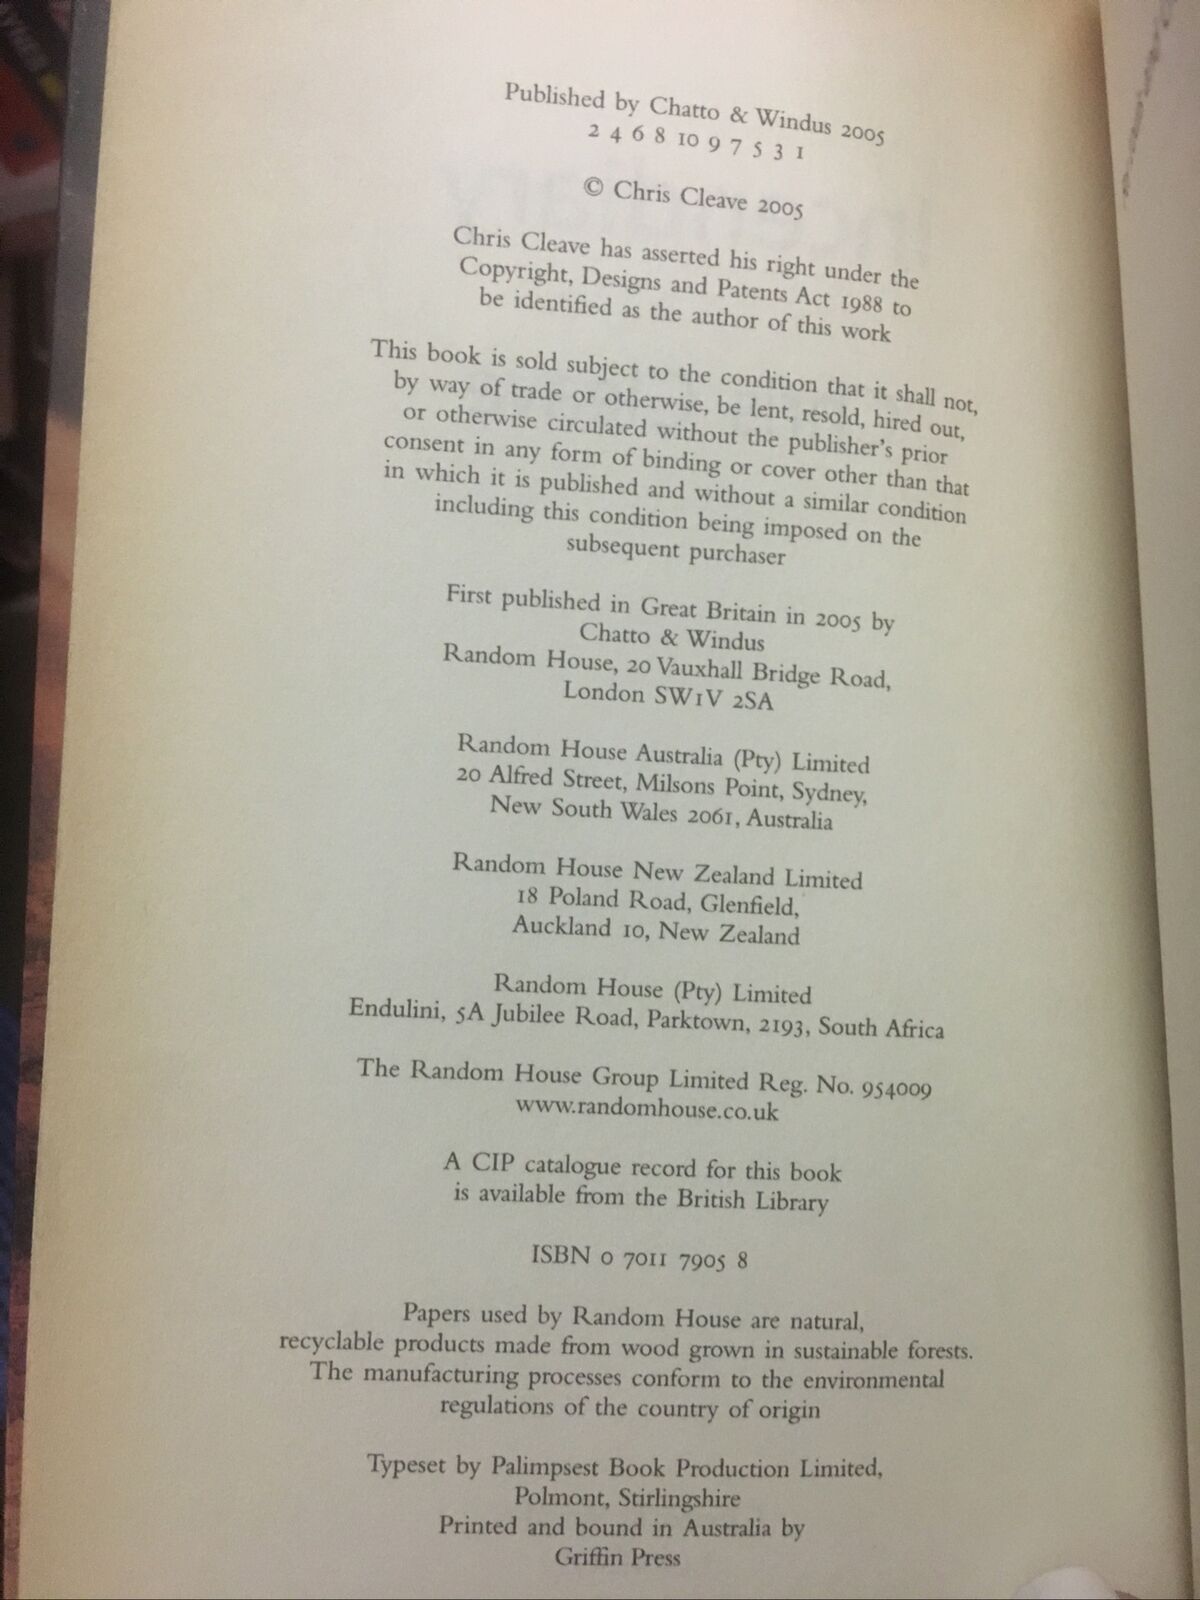 Published by Chatto & Windus 2005
2 4 6 8 10 9 7 5 3 1
© Chris Cleave 2005
Chris Cleave has asserted his right under the
Copyright, Designs and Patents Act 1988 to
be identified as the author of this work
This book is sold subject to the condition that it shall not,
by way of trade or otherwise, be lent, resold, hired out,
or otherwise circulated without the publisher's prior
consent in any form of binding or cover other than that
in which it is published and without a similar condition
including this condition being imposed on the
subsequent purchaser
First published in Great Britain in 2005 by
Chatto & Windus
Random House, 20 Vauxhall Bridge Road,
London SW1V 2SA
Random House Australia (Pty) Limited
20 Alfred Street, Milsons Point, Sydney,
New South Wales 2061, Australia
Random House New Zealand Limited
18 Poland Road, Glenfield,
Auckland 10, New Zealand
Random House (Pty) Limited
Endulini, 5A Jubilee Road, Parktown, 2193, South Africa
The Random House Group Limited Reg. No. 954009
www.randomhouse.co.uk
A CIP catalogue record for this book
is available from the British Library
ISBN 0 7011 7905 8
Papers used by Random House are natural,
recyclable products made from wood grown in sustainable forests.
The manufacturing processes conform to the environmental
regulations of the country of origin
Typeset by Palimpsest Book Production Limited,
Polmont, Stirlingshire
Printed and bound in Australia by
Griffin Press